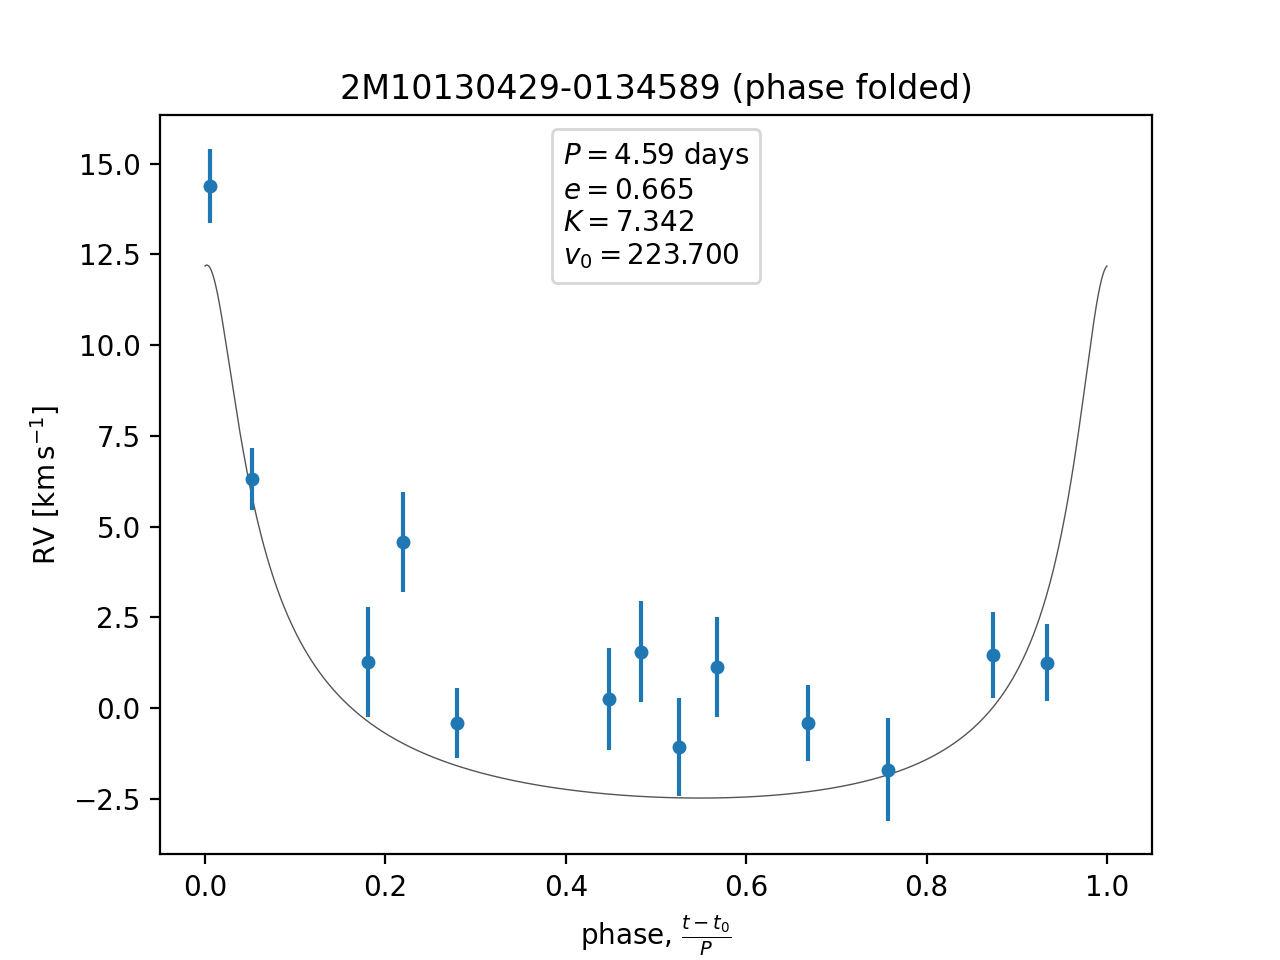 2M10130429-0134589 (phase folded)
P = 4.59 days
e = 0.665
K = 7.342
v₀ = 223.700
15.0
12.5
10.0
7.5
5.0
2.5
0.0
−2.5
RV [km s⁻¹]
0.0 0.2 0.4 0.6 0.8 1.0
phase, (t − t₀)/P